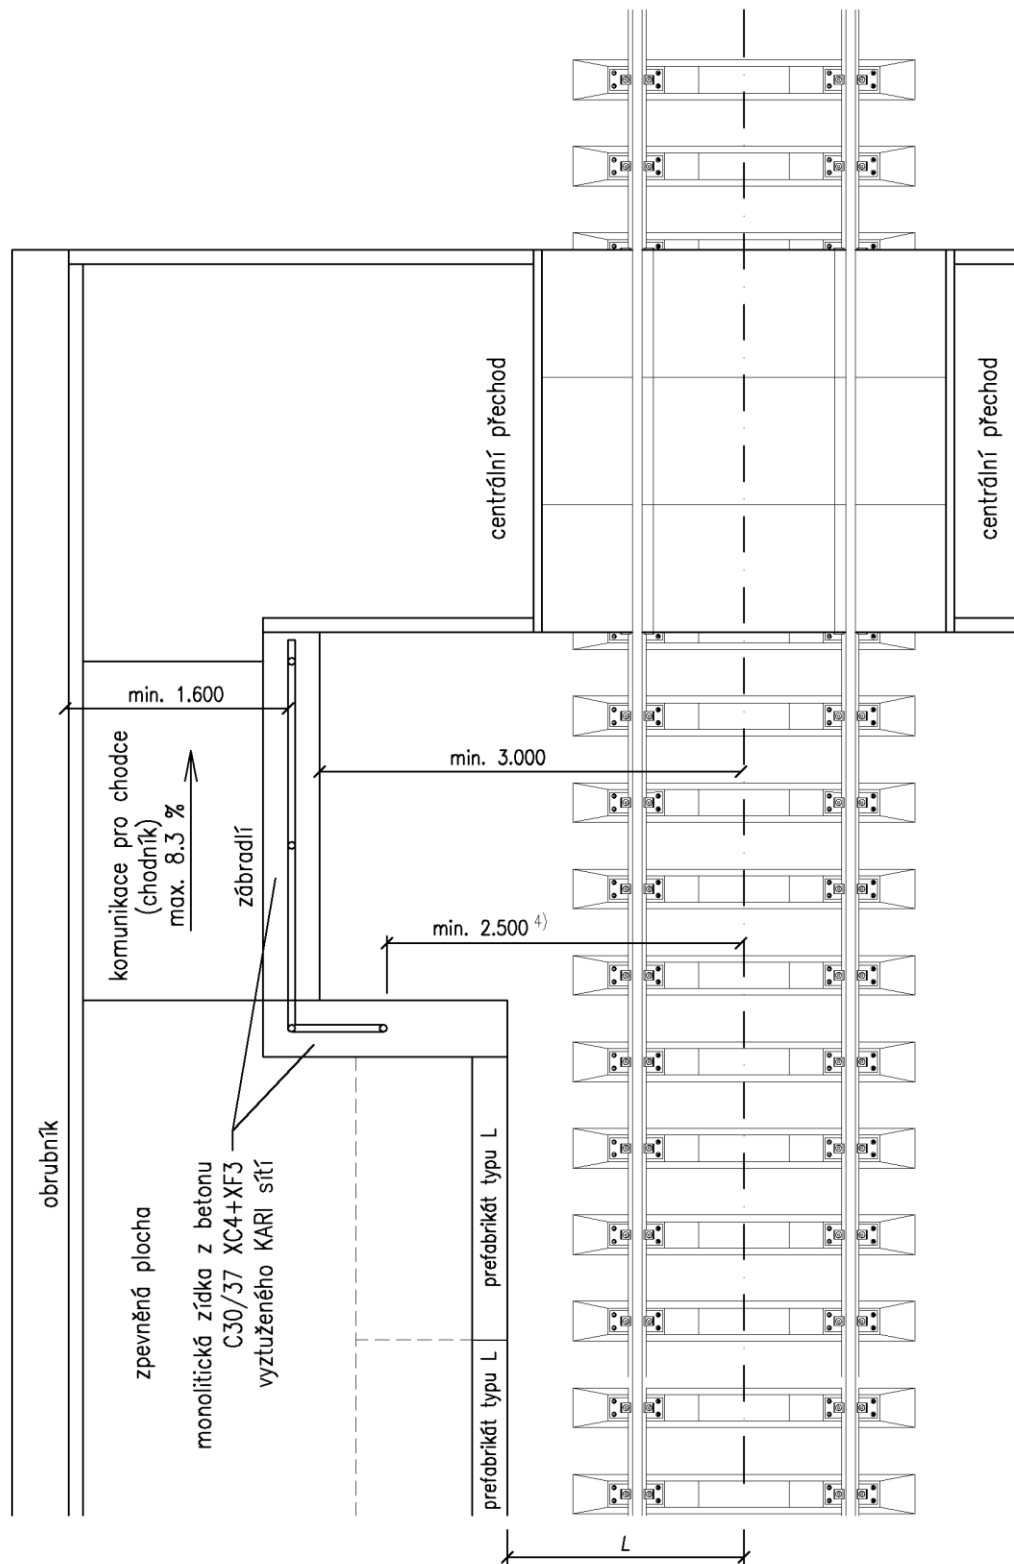 centrální přechod
centrální přechod
min. 1.600
min. 3.000
komunikace pro chodce
(chodník)
max. 8.3 %
zábradlí
min. 2.500 4)
obrubník
zpevněná plocha
monolitická zídka z betonu
C30/37 XC4+XF3
vyztuženého KARI sítí
prefabrikát typu L
prefabrikát typu L
L